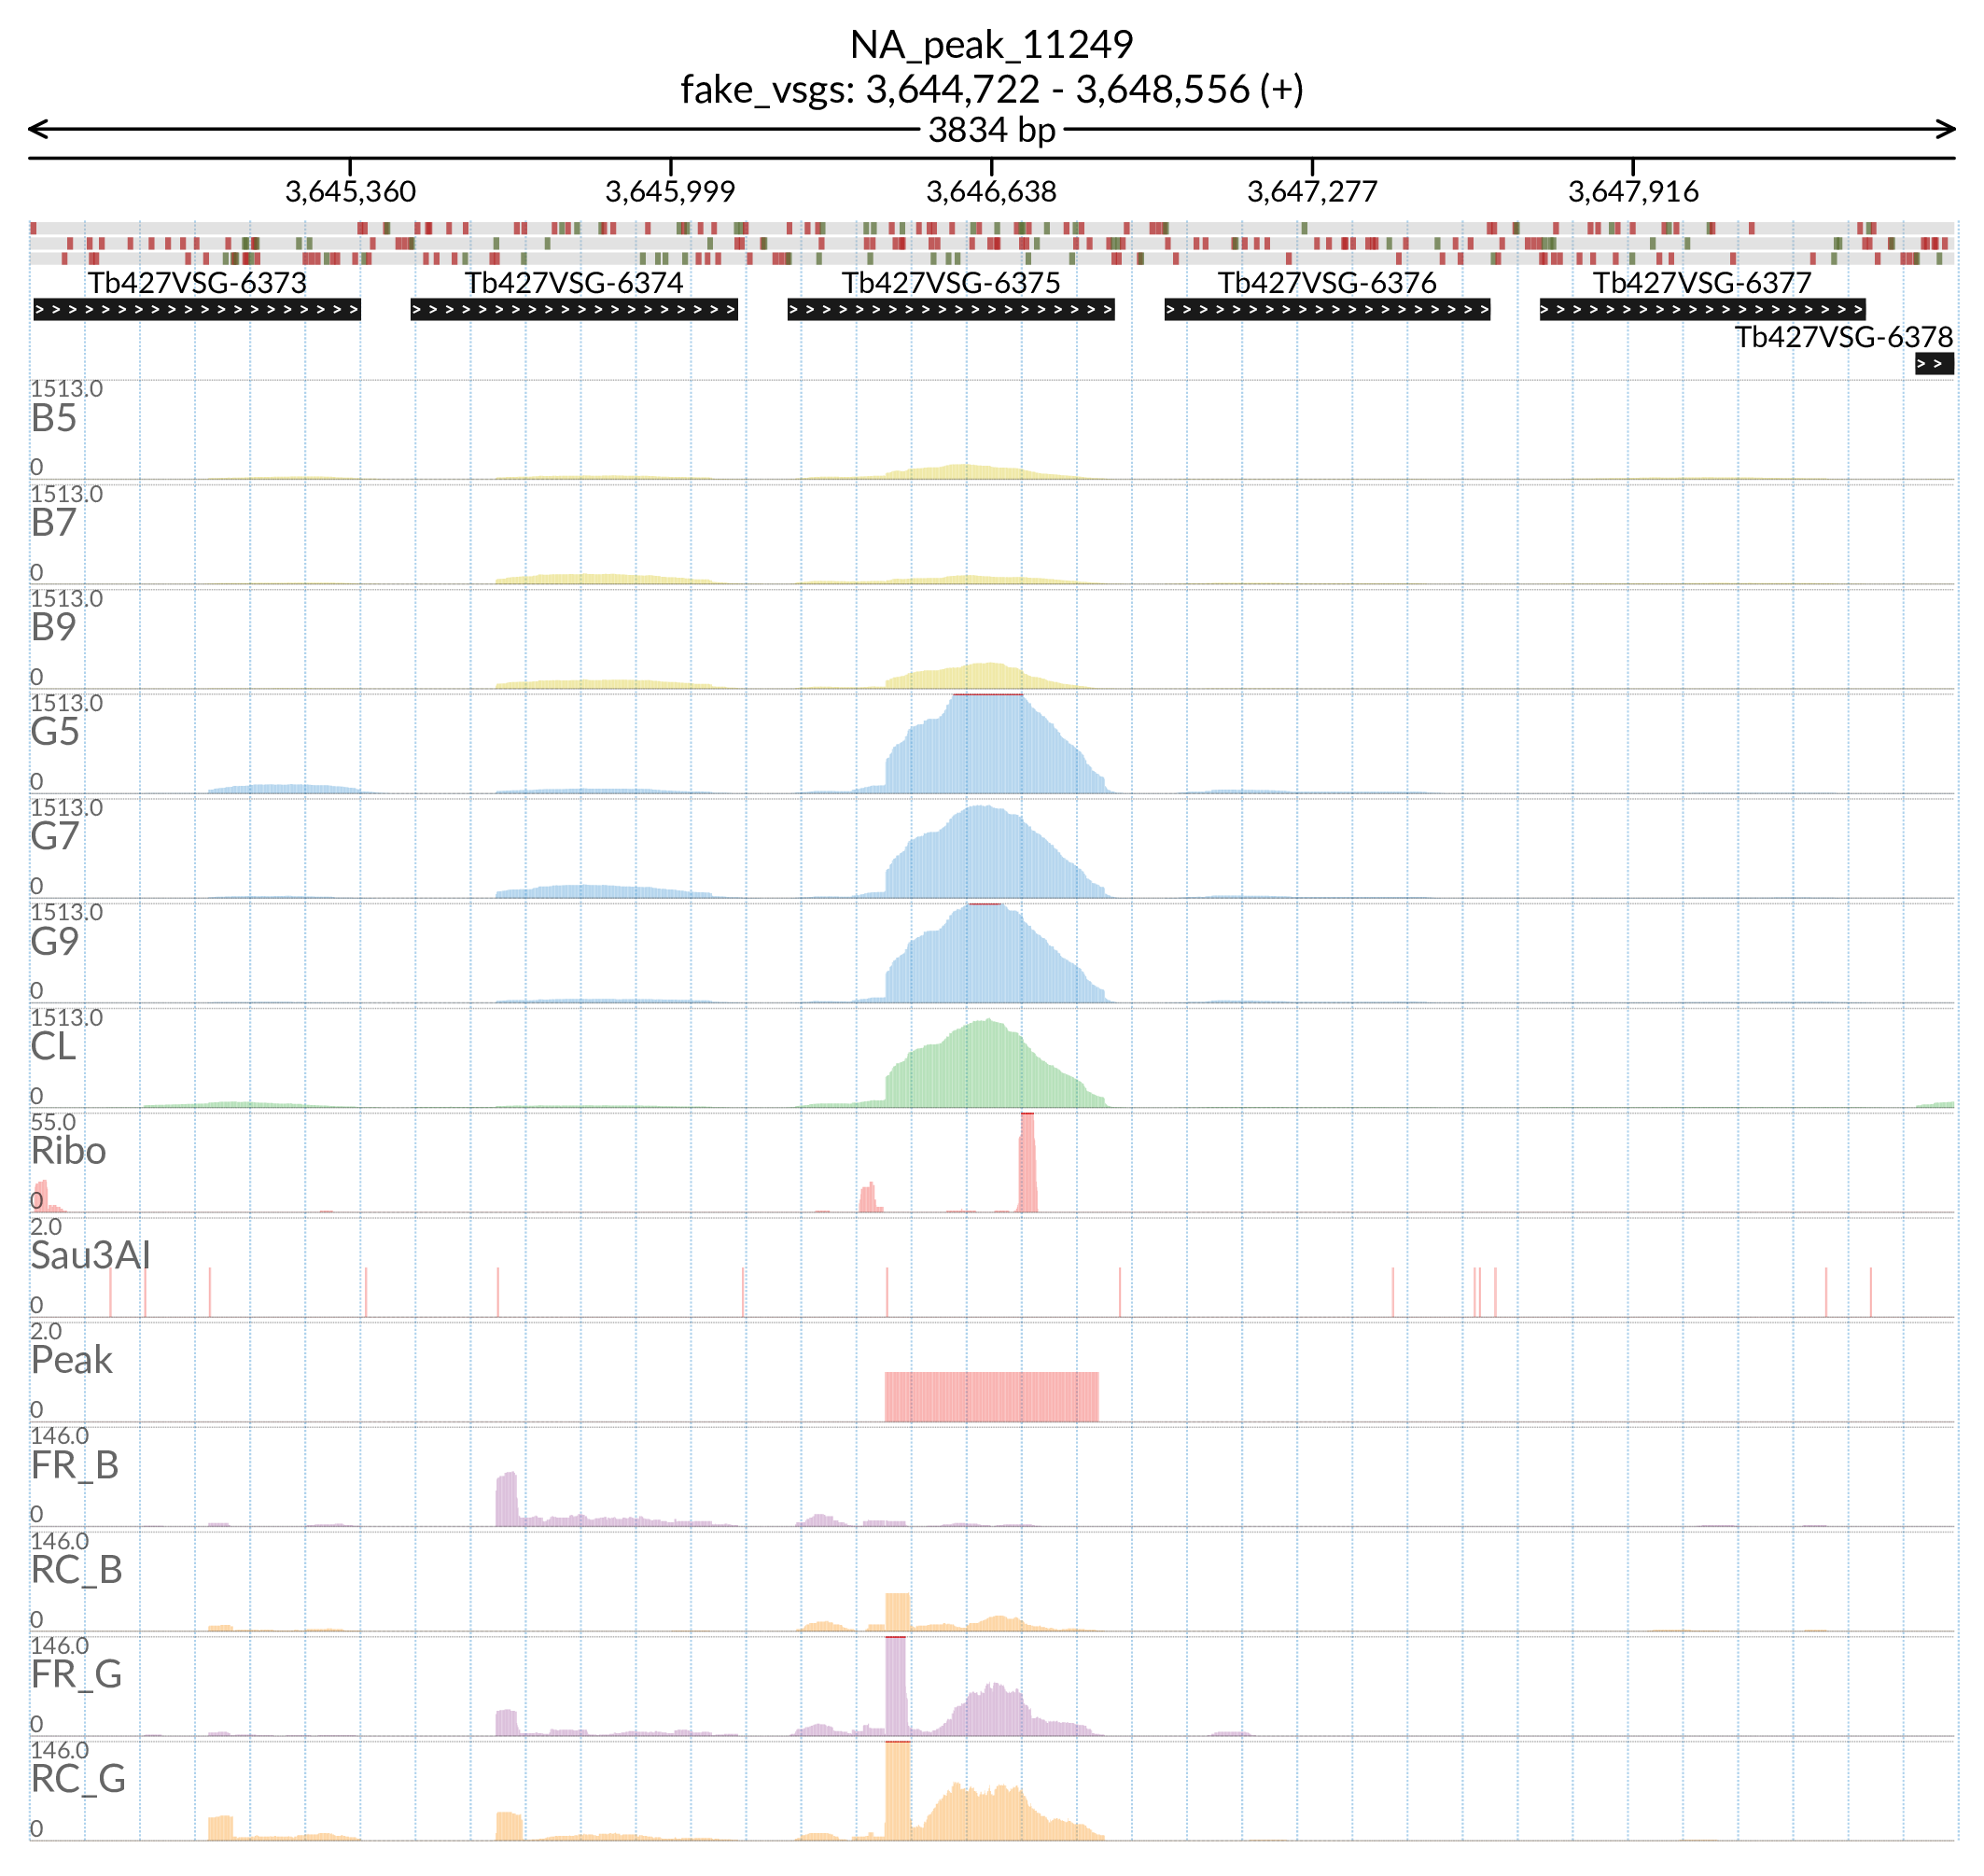 NA_peak_11249
fake_vsgs: 3,644,722 - 3,648,556 (+)
3834 bp
3,645,360 3,645,999 3,646,638 3,647,277 3,647,916
Tb427VSG-6373 Tb427VSG-6374 Tb427VSG-6375 Tb427VSG-6376 Tb427VSG-6377
Tb427VSG-6378
1513.0
B5
0
1513.0
B7
0
1513.0
B9
0
1513.0
G5
0
1513.0
G7
0
1513.0
G9
0
1513.0
CL
0
55.0
Ribo
0
2.0
Sau3AI
0
2.0
Peak
0
146.0
FR_B
0
146.0
RC_B
0
146.0
FR_G
0
146.0
RC_G
0